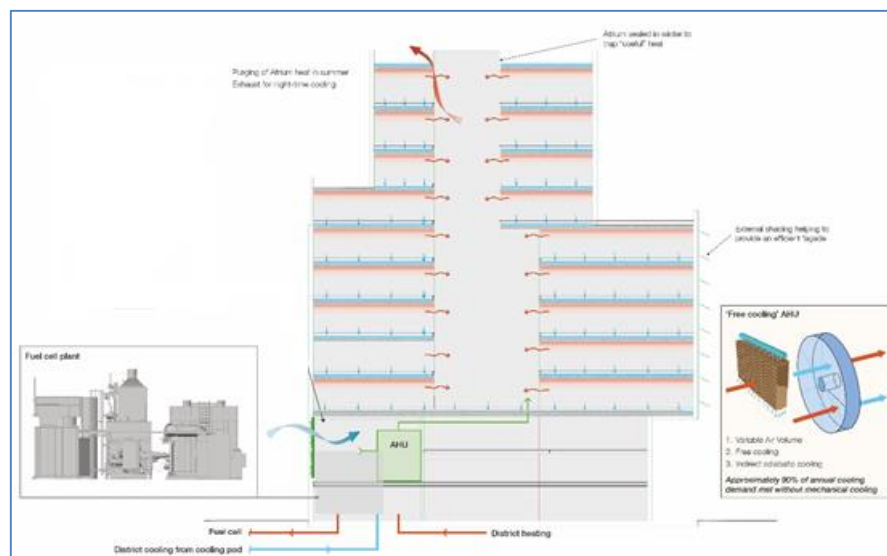 Atrium sealed in winter to
trap "useful" heat
Purging of Atrium heat in summer
Exhaust for night-time cooling
External shading helping to
provide an efficient façade
'Free cooling' AHU
Fuel cell plant
AHU
1. Variable Air Volume
2. Free cooling
3. Indirect adiabatic cooling
Approximately 90% of annual cooling
demand met without mechanical cooling
Fuel cell
District heating
District cooling from cooling pod